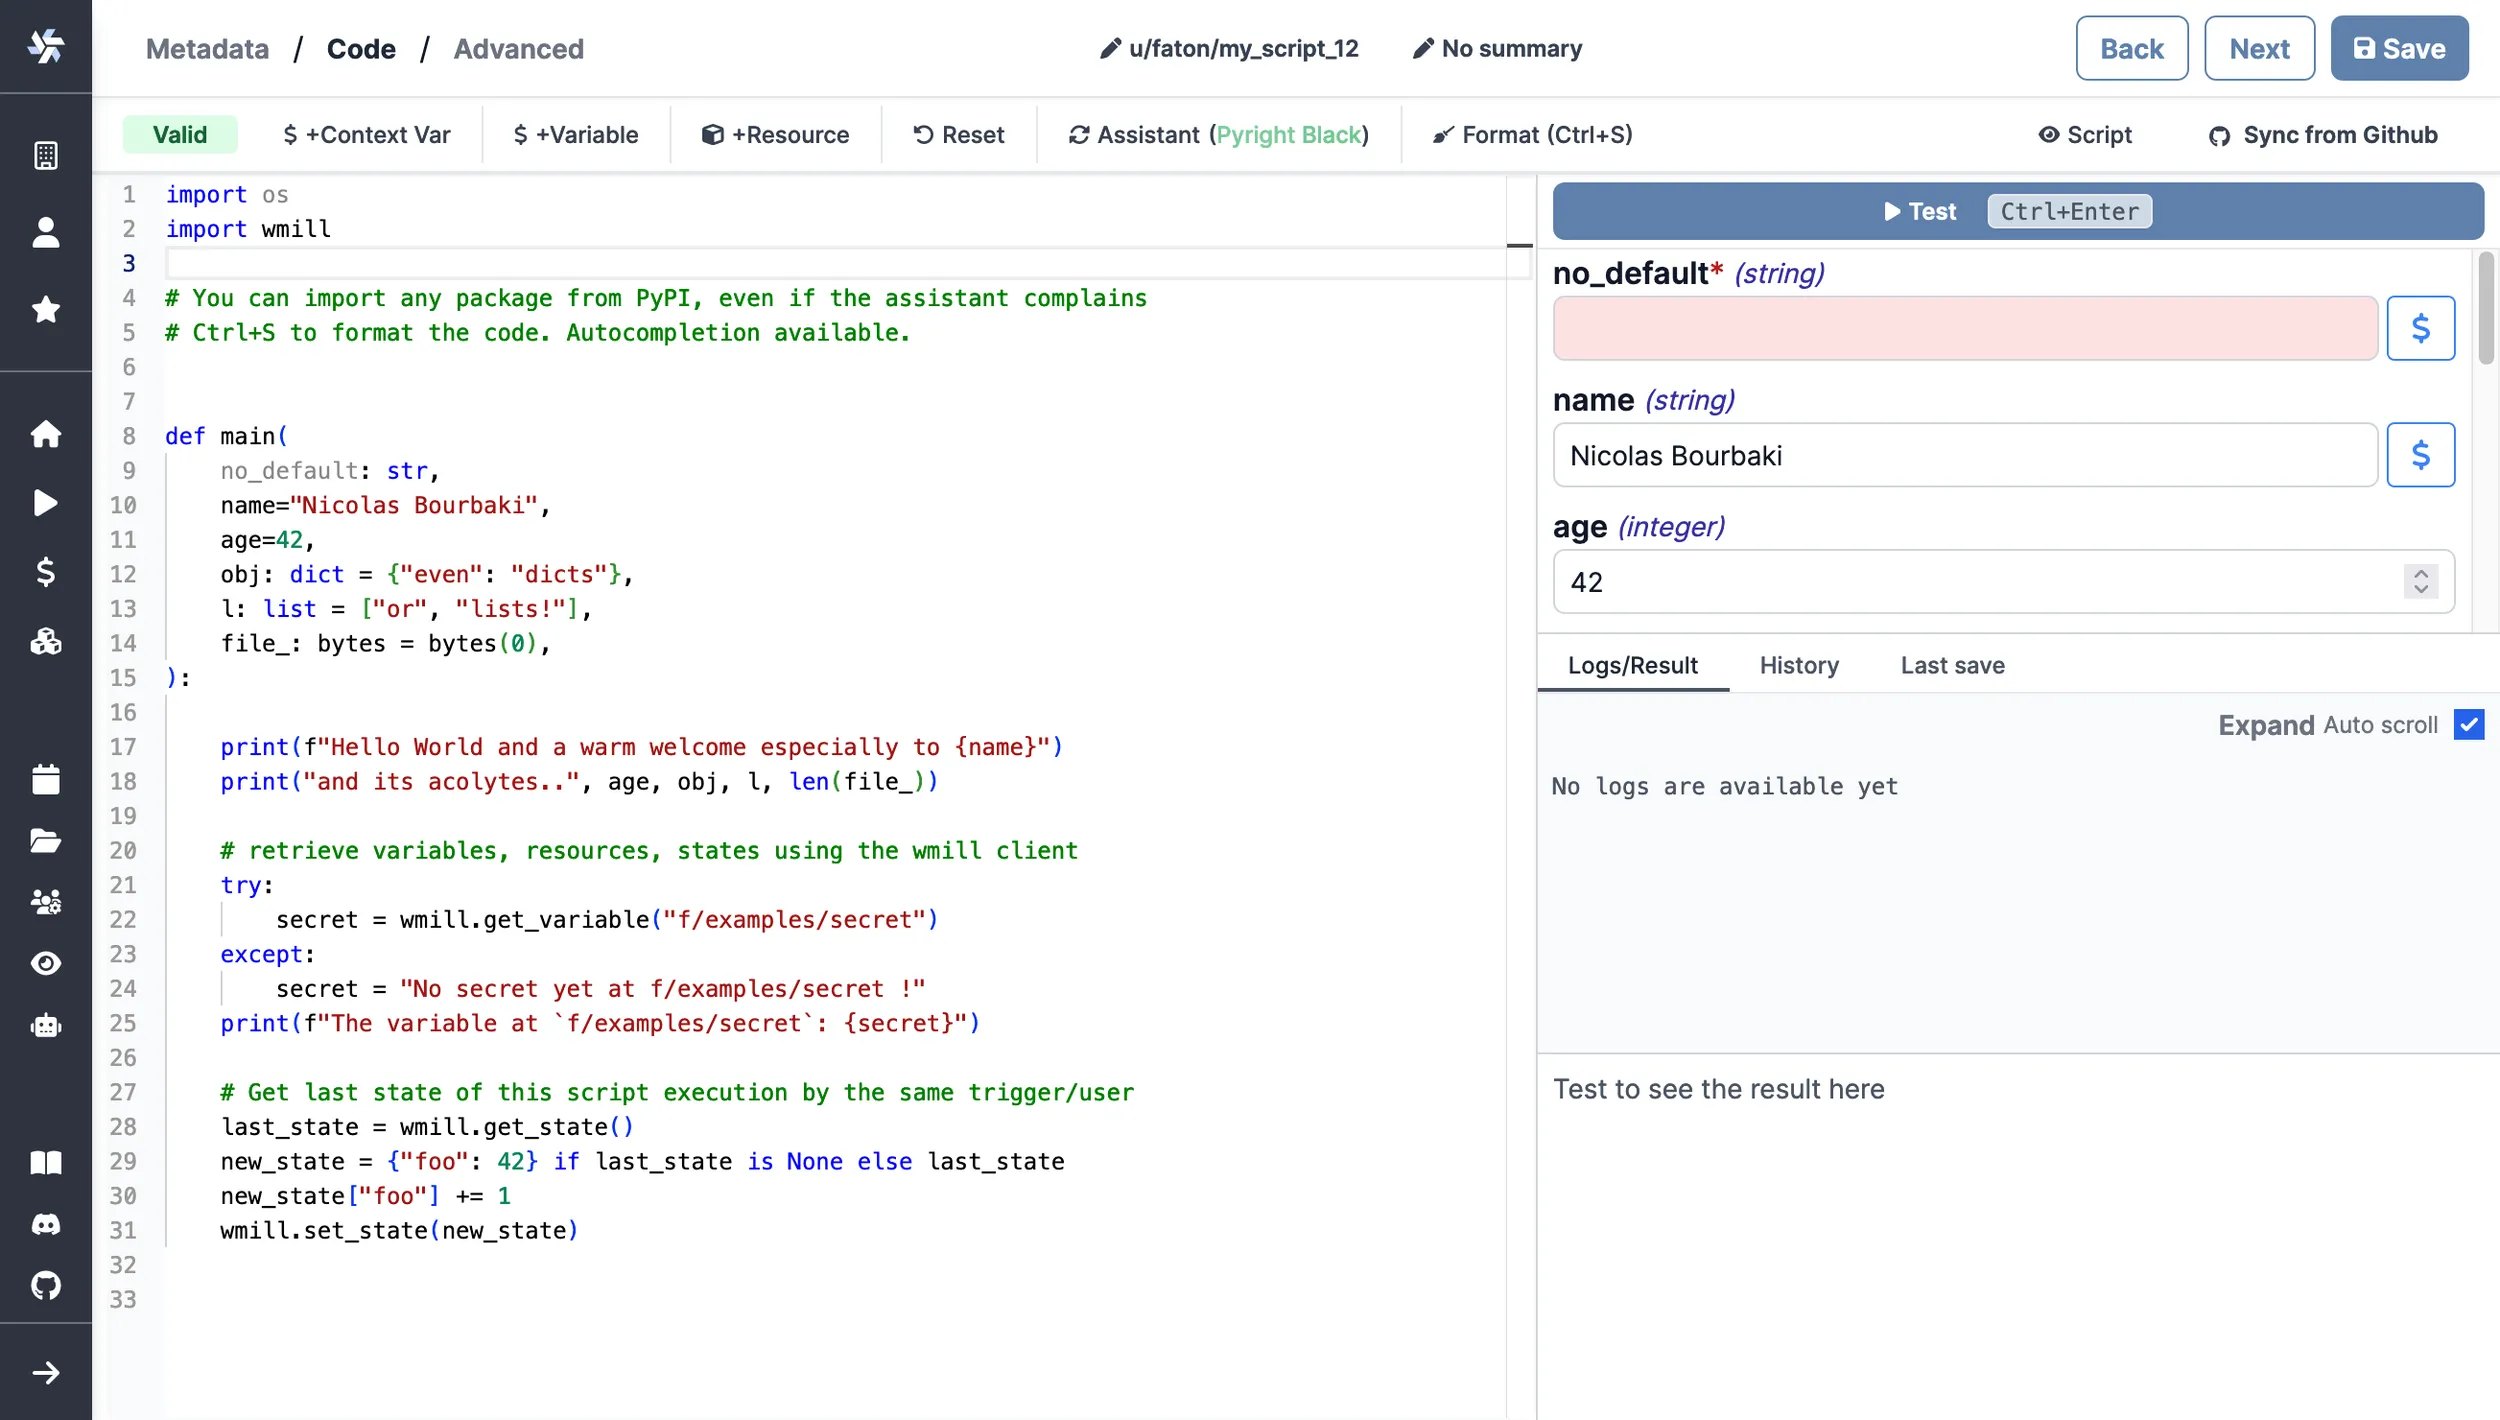 Metadata / Code / Advanced
u/faton/my_script_12
No summary
Back
Next
Save
Valid
$ +Context Var
$ +Variable
+Resource
Reset
Assistant (Pyright Black)
Format (Ctrl+S)
Script
Sync from Github
1 import os
2 import wmill
3
4 # You can import any package from PyPI, even if the assistant complains
5 # Ctrl+S to format the code. Autocompletion available.
6
7
8 def main(
9     no_default: str,
10     name="Nicolas Bourbaki",
11     age=42,
12     obj: dict = {"even": "dicts"},
13     l: list = ["or", "lists!"],
14     file_: bytes = bytes(0),
15 ):
16
17     print(f"Hello World and a warm welcome especially to {name}")
18     print("and its acolytes..", age, obj, l, len(file_))
19
20     # retrieve variables, resources, states using the wmill client
21     try:
22         secret = wmill.get_variable("f/examples/secret")
23     except:
24         secret = "No secret yet at f/examples/secret !"
25     print(f"The variable at `f/examples/secret`: {secret}")
26
27     # Get last state of this script execution by the same trigger/user
28     last_state = wmill.get_state()
29     new_state = {"foo": 42} if last_state is None else last_state
30     new_state["foo"] += 1
31     wmill.set_state(new_state)
32
33
Test Ctrl+Enter
no_default* (string)
$
name (string)
Nicolas Bourbaki
$
age (integer)
42
Logs/Result
History
Last save
Expand Auto scroll
No logs are available yet
Test to see the result here